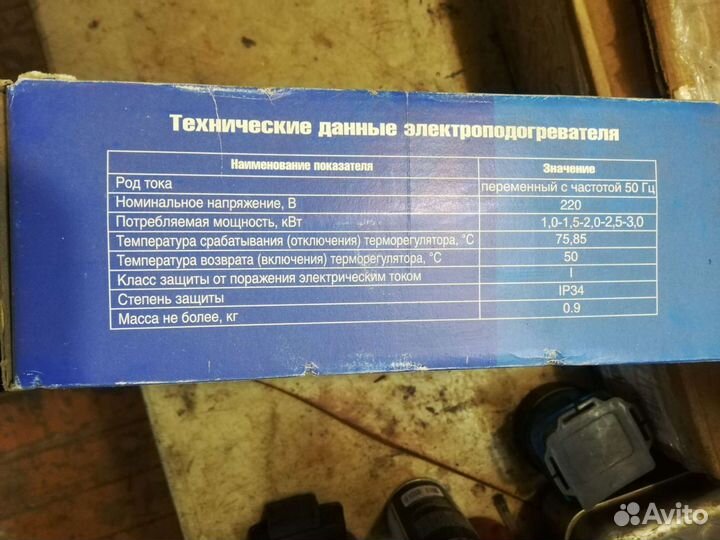 Технические данные электроподогревателя
Наименование показателя Значение
Род тока переменный с частотой 50 Гц
Номинальное напряжение, В 220
Потребляемая мощность, кВт 1,0-1,5-2,0-2,5-3,0
Температура срабатывания (отключения) терморегулятора, °С 75,85
Температура возврата (включения) терморегулятора, °С 50
Класс защиты от поражения электрическим током I
Степень защиты IP34
Масса не более, кг 0.9
Avito